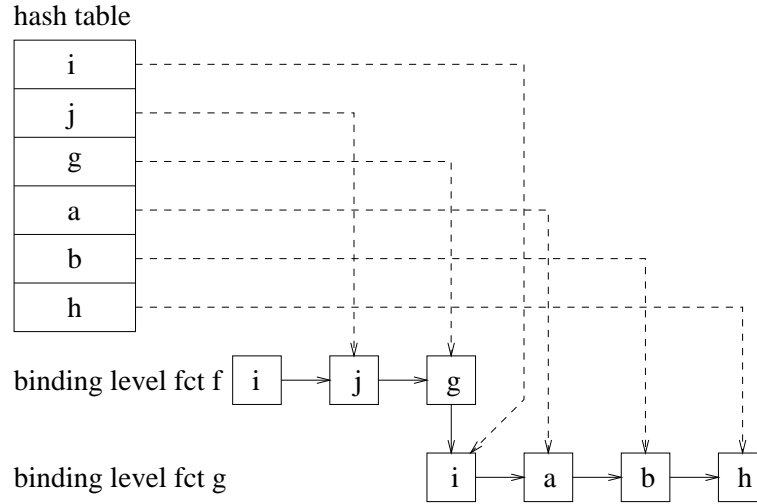 hash table
i
j
g
a
b
h
binding level fct f i j g
binding level fct g i a b h